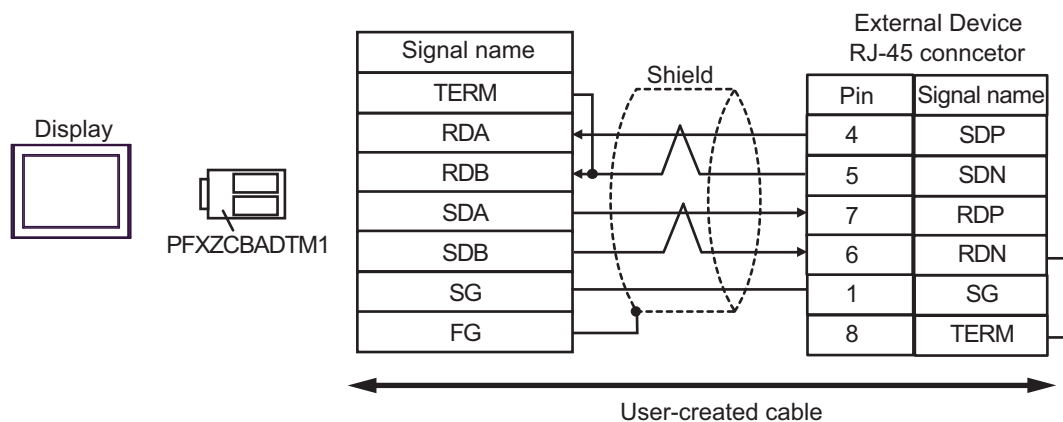 External Device
RJ-45 conncetor
Signal name
Shield
TERM
Pin Signal name
Display
RDA
4 SDP
RDB
5 SDN
SDA
7 RDP
PFXZCBADTM1
SDB
6 RDN
SG
1 SG
FG
8 TERM
User-created cable